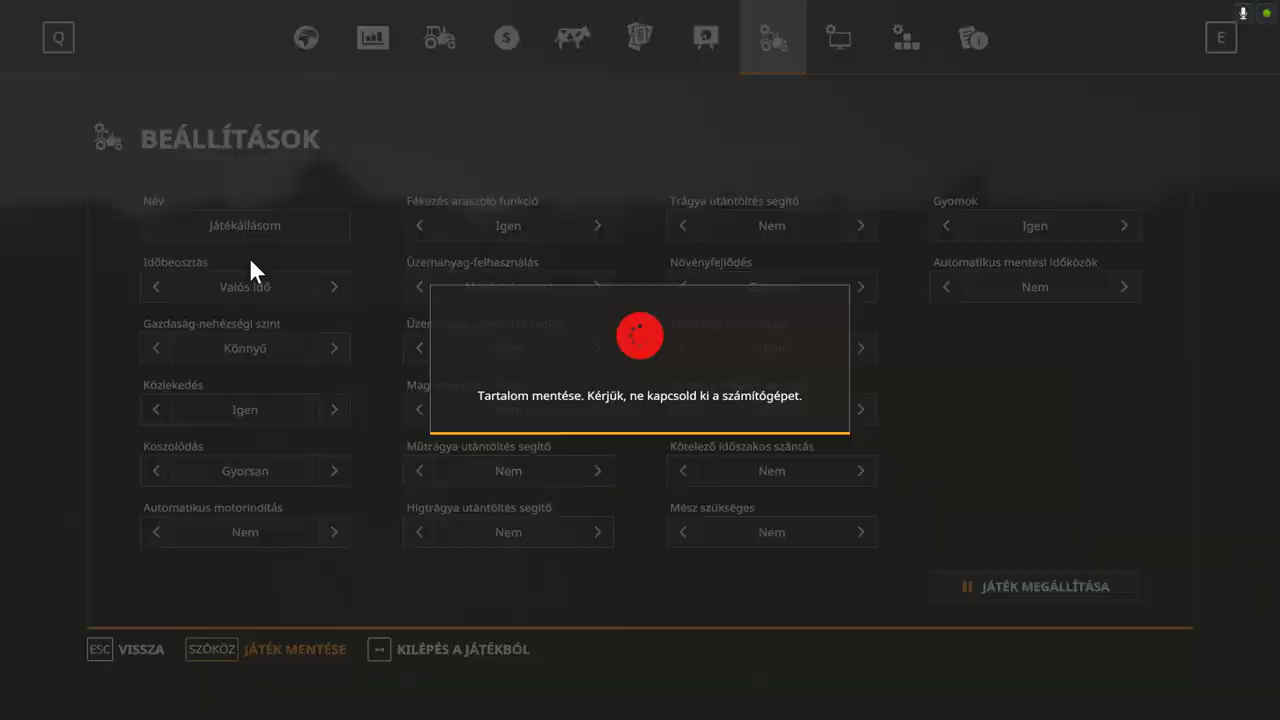 Q
E
BEÁLLÍTÁSOK
Név
Játékállásom
Időbeosztás
Valós idő
Gazdaság-nehézségi szint
Könnyű
Közlekedés
Igen
Koszolódás
Gyorsan
Automatikus motorindítás
Nem
Fékezés araszoló funkció
Igen
Üzemanyag-felhasználás
Műtrágya utántöltés segítő
Nem
Hígtrágya utántöltés segítő
Nem
Trágya utántöltés segítő
Nem
Növényfejlődés
Kötelező időszakos szántás
Nem
Mész szükséges
Nem
Gyomok
Igen
Automatikus mentési időközök
Nem
Tartalom mentése. Kérjük, ne kapcsold ki a számítógépet.
JÁTÉK MEGÁLLÍTÁSA
ESC VISSZA SZÓKÖZ JÁTÉK MENTÉSE KILÉPÉS A JÁTÉKBÓL